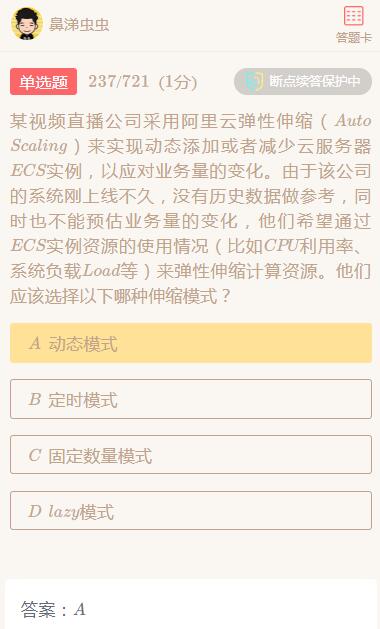 鼻涕虫虫
答题卡
单选题 237/721 (1分) 断点续答保护中
某视频直播公司采用阿里云弹性伸缩（Auto
Scaling）来实现动态添加或者减少云服务器
ECS实例，以应对业务量的变化。由于该公司
的系统刚上线不久，没有历史数据做参考，同
时也不能预估业务量的变化，他们希望通过
ECS实例资源的使用情况（比如CPU利用率、
系统负载Load等）来弹性伸缩计算资源。他们
应该选择以下哪种伸缩模式？
A 动态模式
B 定时模式
C 固定数量模式
D lazy模式
答案：A